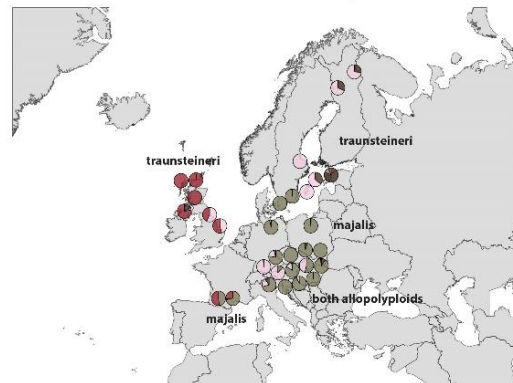 traunsteineri
traunsteineri
majalis
both allopolyploids
majalis